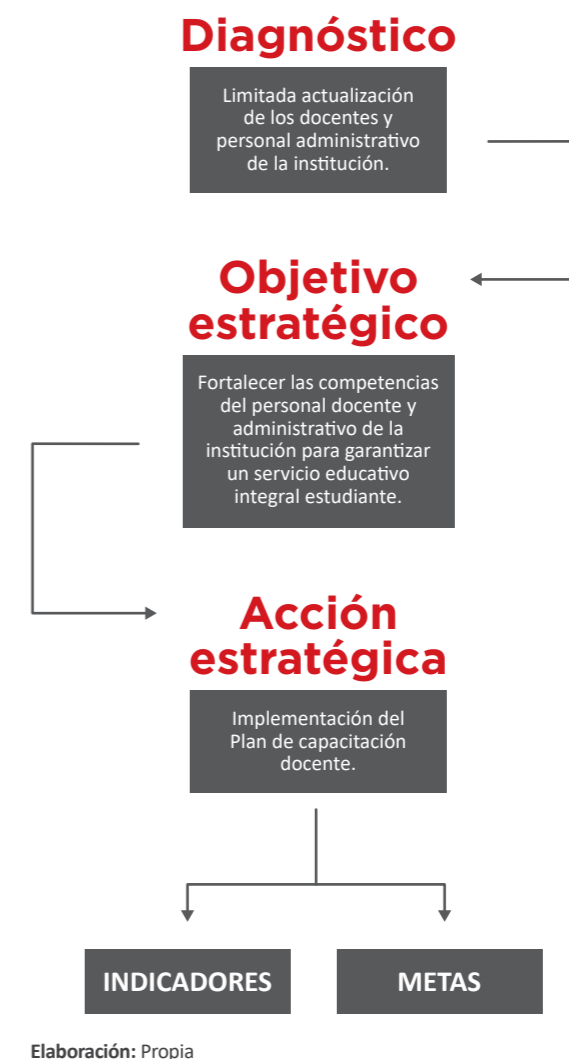 Diagnóstico
Limitada actualización
de los docentes y
personal administrativo
de la institución.
Objetivo
estratégico
Fortalecer las competencias
del personal docente y
administrativo de la
institución para garantizar
un servicio educativo
integral estudiante.
Acción
estratégica
Implementación del
Plan de capacitación
docente.
INDICADORES
METAS
Elaboración: Propia